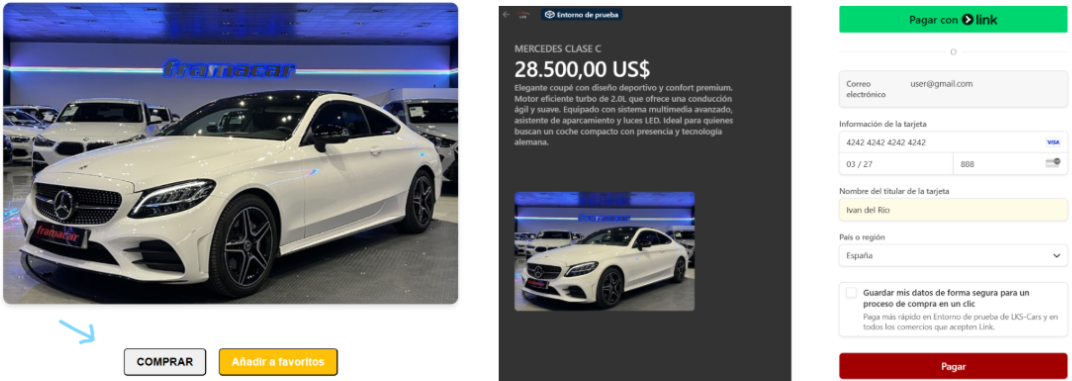 framacar
framacar
COMPRAR
Añadir a favoritos
Entorno de prueba
MERCEDES CLASE C
28.500,00 US$
Elegante coupé con diseño deportivo y confort premium.
Motor eficiente turbo de 2.0L que ofrece una conducción
ágil y suave. Equipado con sistema multimedia avanzado,
asistente de aparcamiento y luces LED. Ideal para quienes
buscan un coche compacto con presencia y tecnología
alemana.
framacar
Pagar con link
O
Correo
electrónico
user@gmail.com
Información de la tarjeta
4242 4242 4242 4242
VISA
03 / 27
888
Nombre del titular de la tarjeta
Ivan del Río
País o región
España
Guardar mis datos de forma segura para un
proceso de compra en un clic
Paga más rápido en Entorno de prueba de LKS-Cars y en
todos los comercios que acepten Link.
Pagar